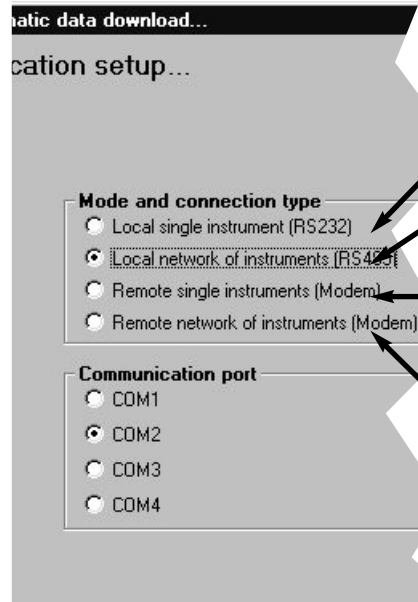 matic data download...
cation setup...
Mode and connection type
Local single instrument (RS232)
Local network of instruments (RS485)
Remote single instruments (Modem)
Remote network of instruments (Modem)
Communication port
COM1
COM2
COM3
COM4